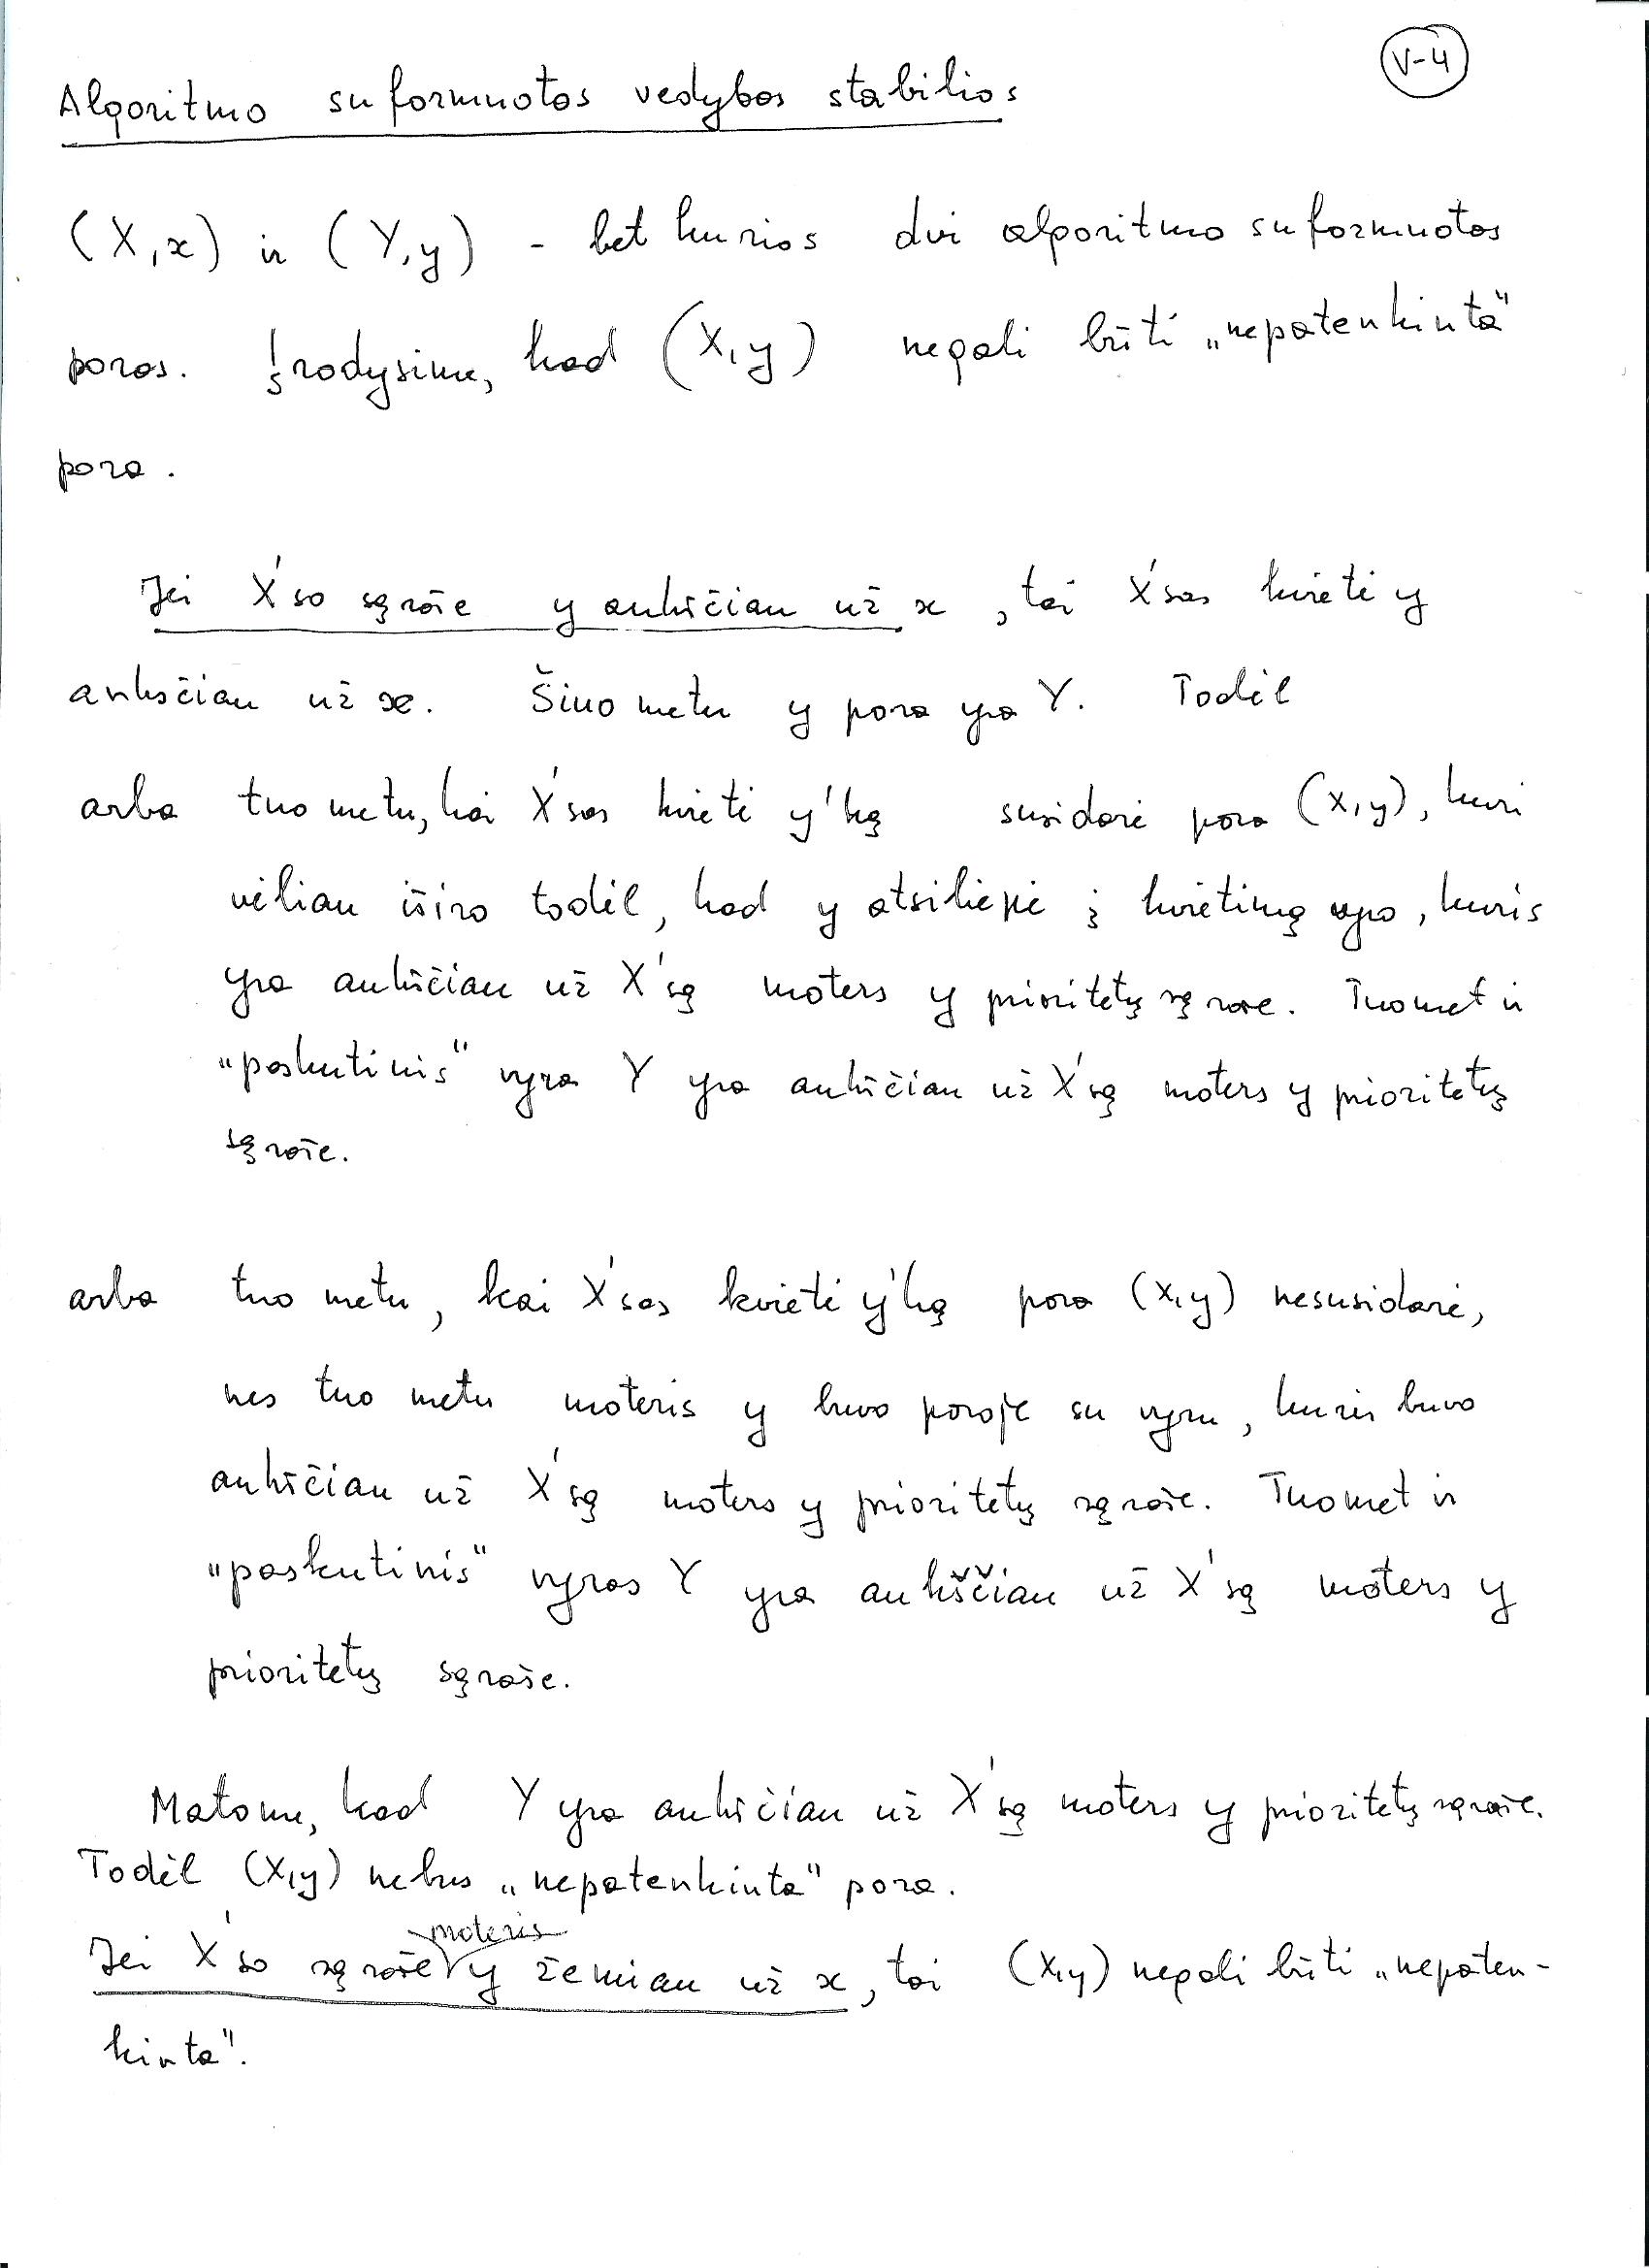 V-4
Algoritmo suformuotos vedybos stabilios
(X,x) ir (Y,y) - bet kurios dvi algoritmo suformuotos
poros. Įrodysime, kad (X,y) negali būti „nepatenkinta"
pora.
Jei X'so sąraše y aukščiau už x, tai X'sas kvietė y
anksčiau už x. Šiuo metu y pora yra Y. Todėl
arba tuo metu, kai X'sas kvietė y'ką susidarė pora (X,y), kuri
vėliau iširo todėl, kad y atsiliepė į kvietimą vyro, kuris
yra aukščiau už X'są moters y prioritetų sąraše. Tuomet ir
"paskutinis" vyras Y yra aukščiau už X'są moters y prioritetų
sąraše.
arba tuo metu, kai X'sas kvietė y'ką pora (X,y) nesusidarė,
nes tuo metu moteris y buvo poroje su vyru, kuris buvo
aukščiau už X'są moters y prioritetų sąraše. Tuomet ir
"paskutinis" vyras Y yra aukščiau už X'są moters y
prioritetų sąraše.
Matome, kad Y yra aukščiau už X'są moters y prioritetų sąraše.
Todėl (X,y) nebus „nepatenkinta" pora.
moteris
Jei X'so sąraše y žemiau už x, tai (X,y) negali būti „nepaten-
kinta".